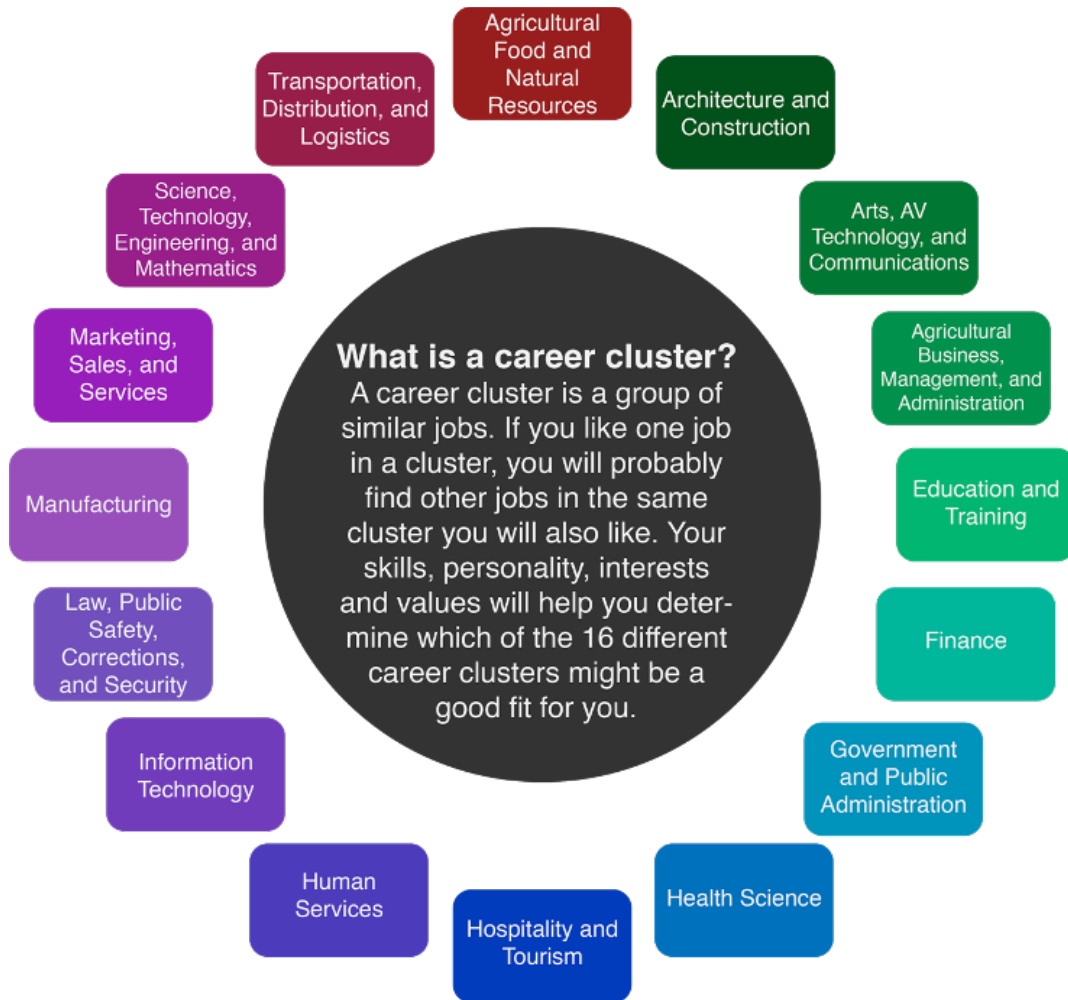 Agricultural
Food and
Natural
Resources
Architecture and
Construction
Arts, AV
Technology, and
Communications
Agricultural
Business,
Management, and
Administration
Education and
Training
Finance
Government
and Public
Administration
Health Science
Hospitality and
Tourism
Human
Services
Information
Technology
Law, Public
Safety,
Corrections,
and Security
Manufacturing
Marketing,
Sales, and
Services
Science,
Technology,
Engineering, and
Mathematics
Transportation,
Distribution, and
Logistics
What is a career cluster?
A career cluster is a group of
similar jobs. If you like one job
in a cluster, you will probably
find other jobs in the same
cluster you will also like. Your
skills, personality, interests
and values will help you deter-
mine which of the 16 different
career clusters might be a
good fit for you.